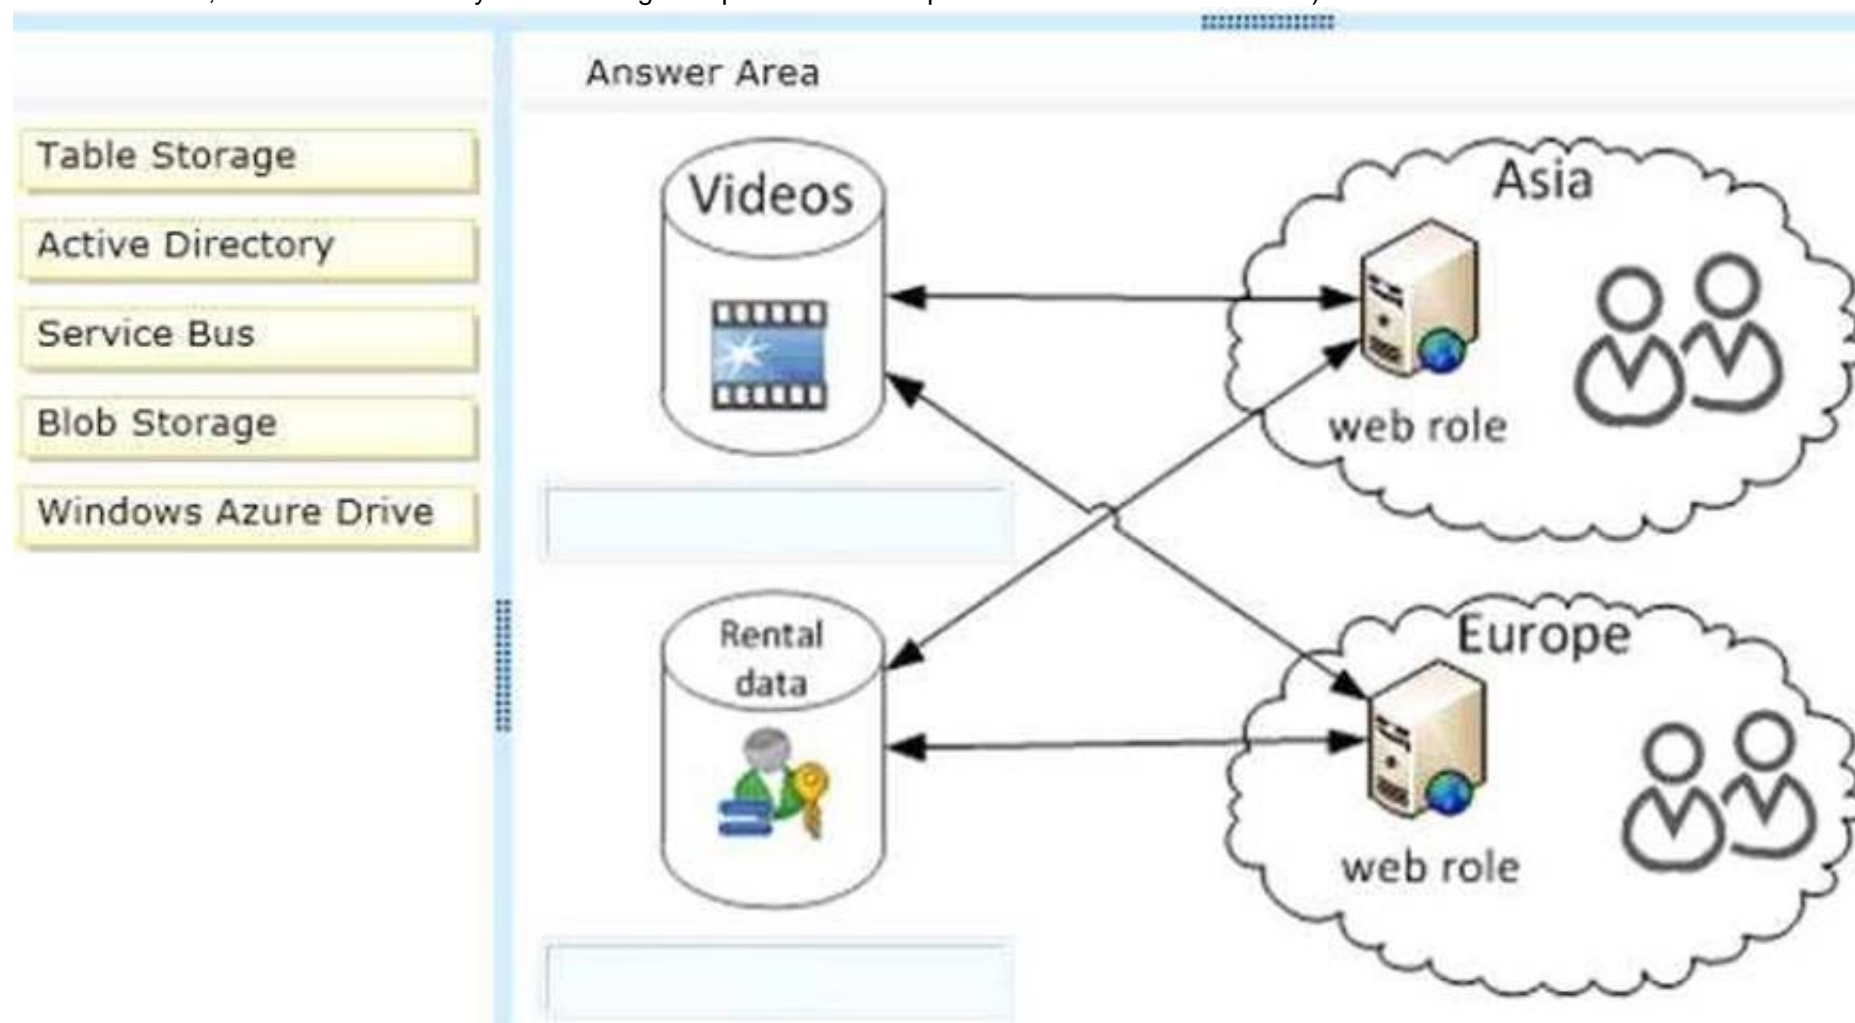 Answer Area
Table Storage
Active Directory
Service Bus
Blob Storage
Windows Azure Drive
Videos
Asia
web role
Rental
data
Europe
web role